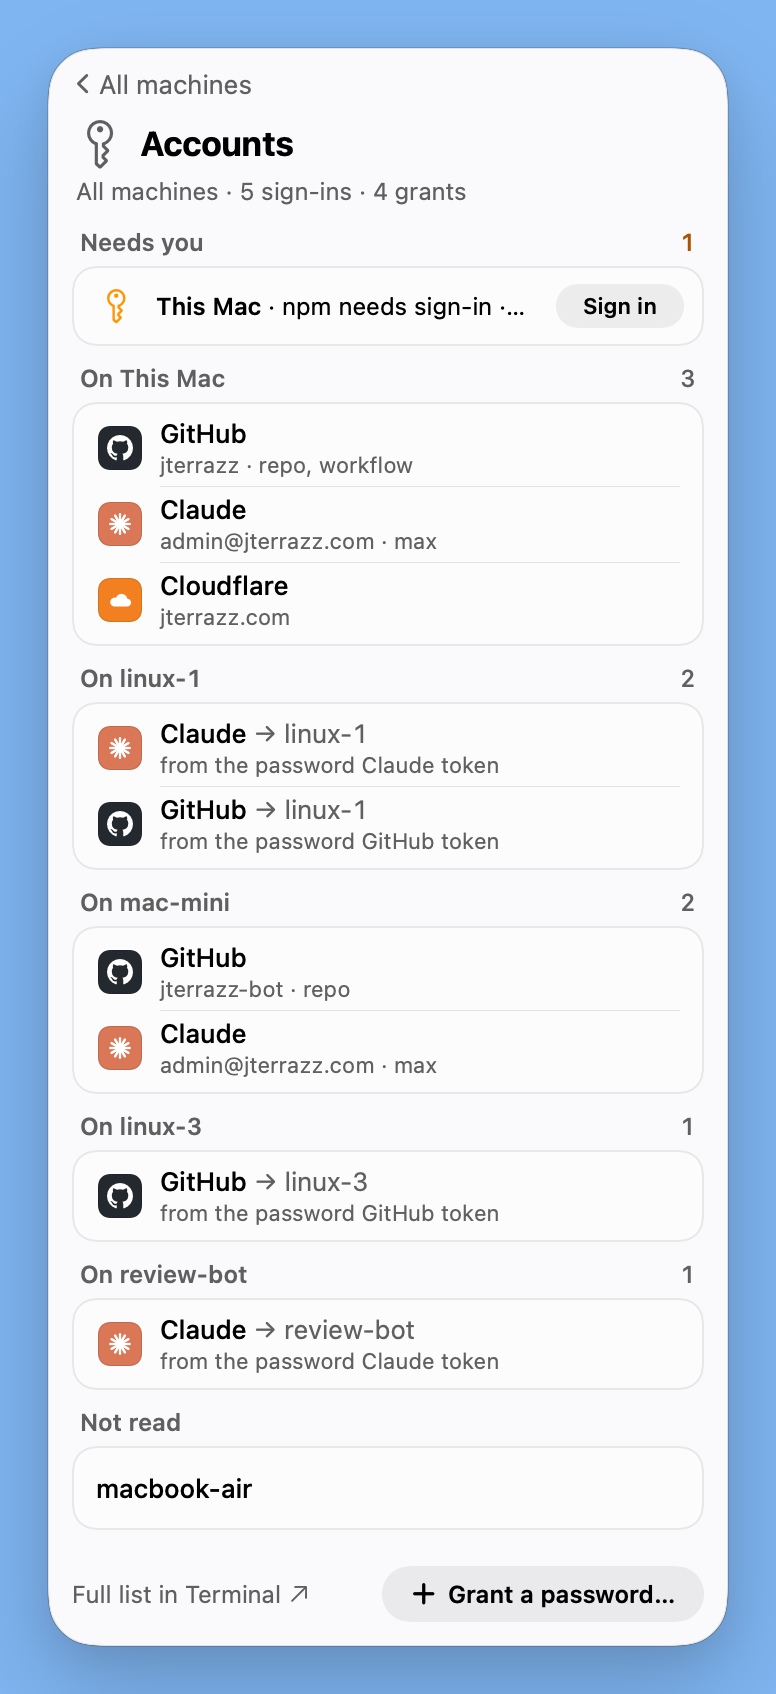 All machines
Accounts
All machines · 5 sign-ins · 4 grants
Needs you 1
This Mac · npm needs sign-in ·... Sign in
On This Mac 3
GitHub
jterrazz · repo, workflow
Claude
admin@jterrazz.com · max
Cloudflare
jterrazz.com
On linux-1 2
Claude → linux-1
from the password Claude token
GitHub → linux-1
from the password GitHub token
On mac-mini 2
GitHub
jterrazz-bot · repo
Claude
admin@jterrazz.com · max
On linux-3 1
GitHub → linux-3
from the password GitHub token
On review-bot 1
Claude → review-bot
from the password Claude token
Not read
macbook-air
Full list in Terminal ↗ + Grant a password...